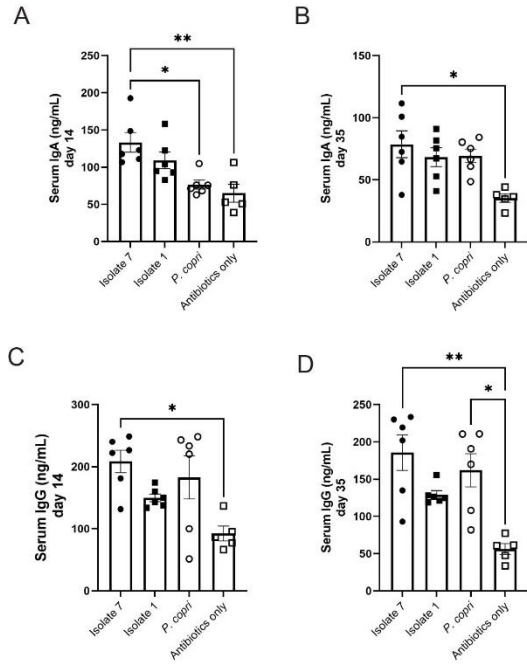 A
B
**
*
Serum IgA (ng/mL)
day 14
250
200
150
100
50
0
Isolate 7
Isolate 1
P. copri
Antibiotics only
*
Serum IgA (ng/mL)
day 35
150
100
50
0
Isolate 7
Isolate 1
P. copri
Antibiotics only
C
D
*
Serum IgG (ng/mL)
day 14
300
200
100
0
Isolate 7
Isolate 1
P. copri
Antibiotics only
**
*
Serum IgG (ng/mL)
day 35
250
200
150
100
50
0
Isolate 7
Isolate 1
P. copri
Antibiotics only